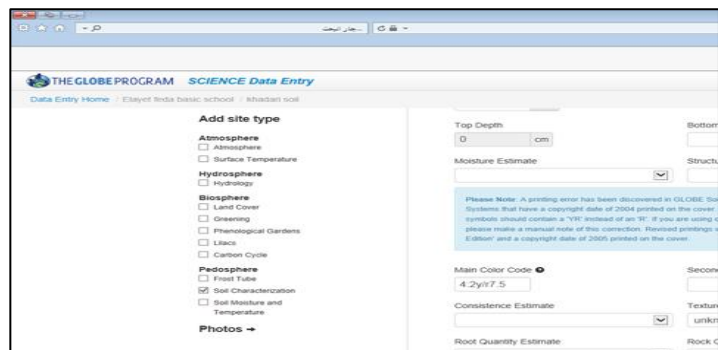 THE GLOBE PROGRAM SCIENCE Data Entry
Data Entry Home / Elayet linda basic school / khadari soil
Add site type
Atmosphere
Atmosphere
Surface Temperature
Hydrosphere
Hydrology
Biosphere
Land Cover
Greening
Phenological Gardens
Lilacs
Carbon Cycle
Pedosphere
Frost Tube
Soil Characterization
Soil Moisture and
Temperature
Photos →
Top Depth
0 cm
Bottom
Moisture Estimate
Structu
Please Note: A printing error has been discovered in GLOBE So
Systems that have a copyright date of 2004 printed on the cover
symbols should contain a 'YR' instead of an 'R'. If you are using
please make a manual note of this correction. Revised printings
Edition' and a copyright date of 2005 printed on the cover.
Main Color Code
Secon
4.2y/r7.5
Consistence Estimate
Texture
unkn
Root Quantity Estimate
Rock